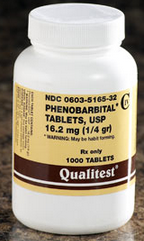 NDC 0603-5165-32
PHENOBARBITAL*
TABLETS, USP
16.2 mg (1/4 gr)
* WARNING: May be habit forming.
Rx only
1000 TABLETS
Qualitest®